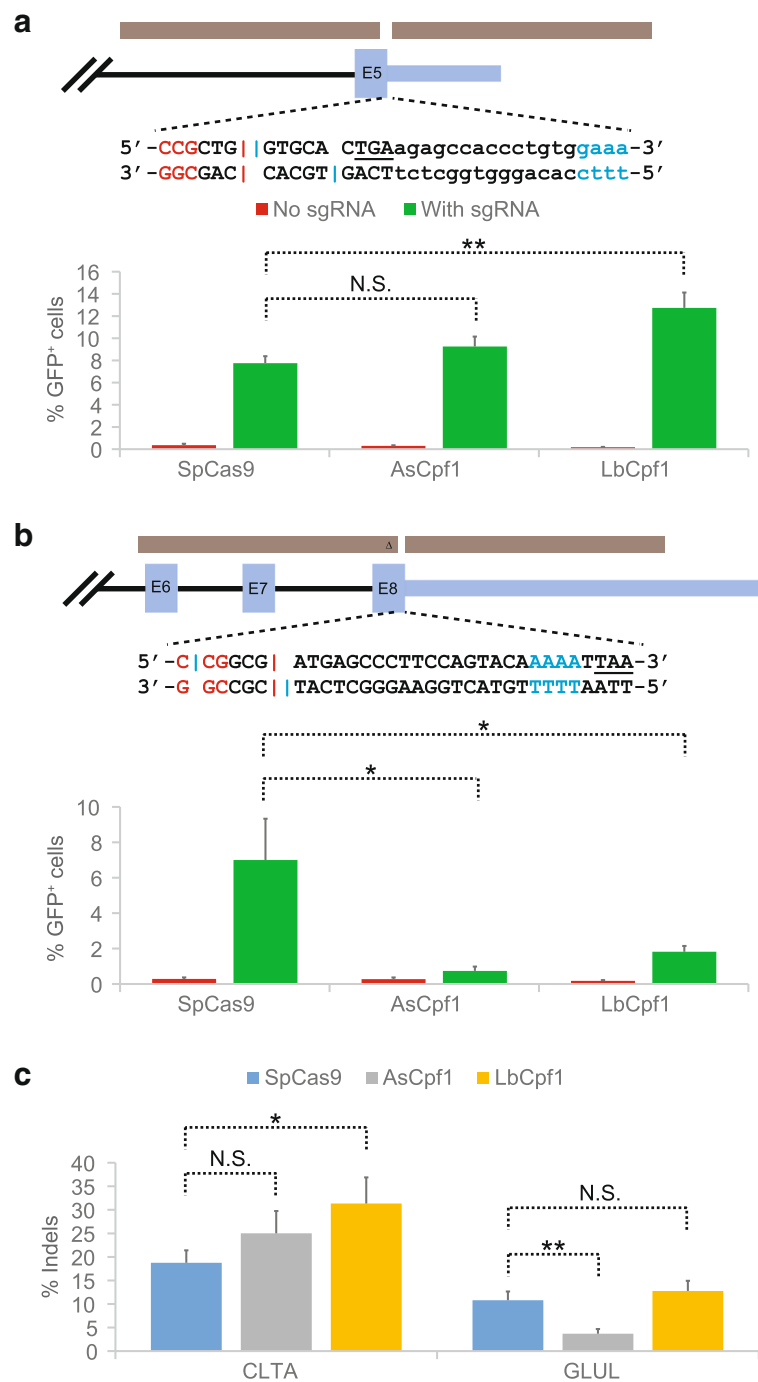 a
E5
5′-CCGCTG||GTGCA CTGAagagccaccctgtggaaa-3′
3′-GGCGAC| CACGT|GACTtctcggtgggacaccttt-5′
No sgRNA With sgRNA
**
N.S.
% GFP+ cells
16
14
12
10
8
6
4
2
0
SpCas9 AsCpf1 LbCpf1
b
Δ
E6 E7 E8
5′-C|CGGCG| ATGAGCCCTTCCAGTACAAAAATTAA-3′
3′-G GCCGC||TACTCGGGAAGGTCATGTTTTTAATT-5′
*
*
% GFP+ cells
10
8
6
4
2
0
SpCas9 AsCpf1 LbCpf1
c
SpCas9 AsCpf1 LbCpf1
*
N.S.
N.S.
**
% Indels
40
35
30
25
20
15
10
5
0
CLTA GLUL